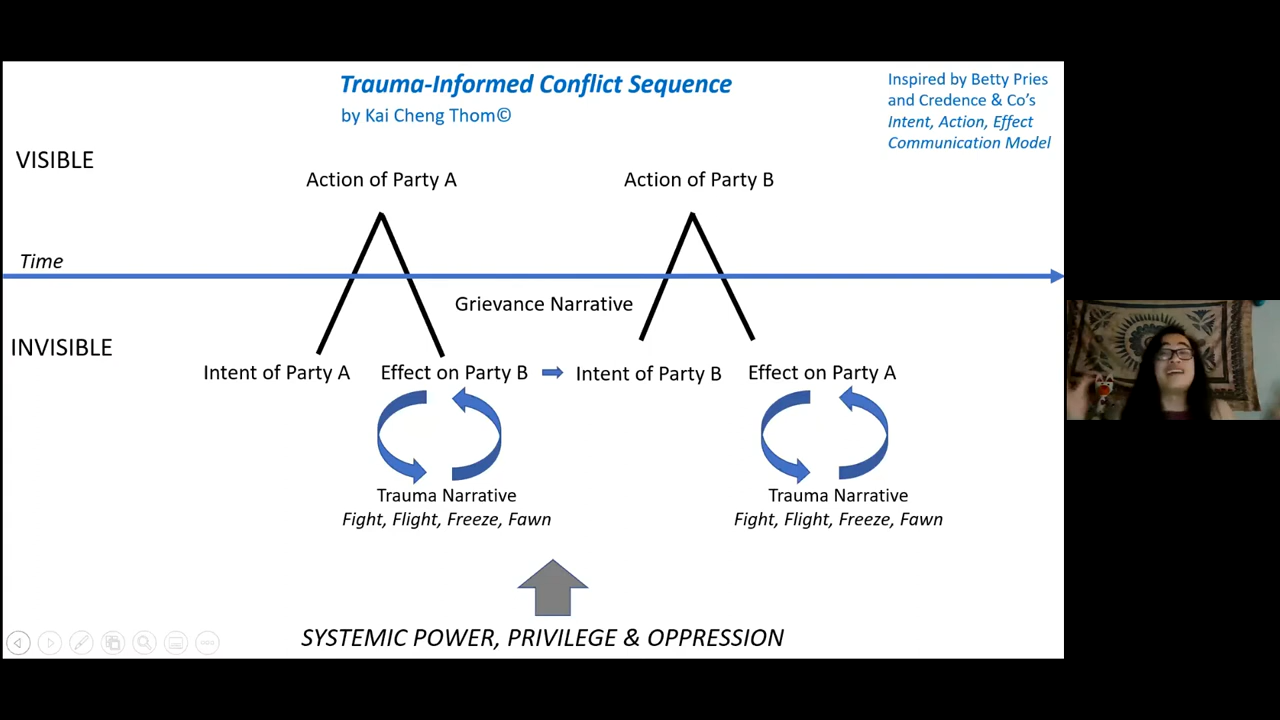 Trauma-Informed Conflict Sequence
by Kai Cheng Thom©
Inspired by Betty Pries
and Credence & Co’s
Intent, Action, Effect
Communication Model
VISIBLE
Action of Party A
Action of Party B
Time
Grievance Narrative
INVISIBLE
Intent of Party A
Effect on Party B
Intent of Party B
Effect on Party A
Trauma Narrative
Fight, Flight, Freeze, Fawn
Trauma Narrative
Fight, Flight, Freeze, Fawn
SYSTEMIC POWER, PRIVILEGE & OPPRESSION